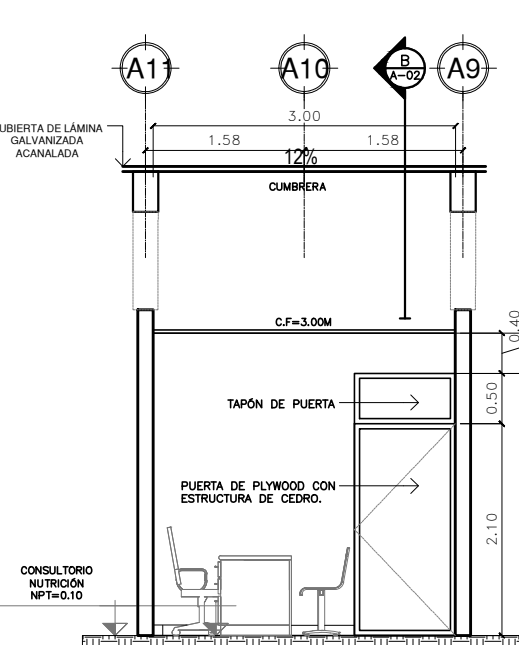 A11
A10
B
A-02
A9
3.00
UBIERTA DE LÁMINA
GALVANIZADA
ACANALADA
1.58
1.58
12%
CUMBRERA
C.F=3.00M
0.40
TAPÓN DE PUERTA
0.50
PUERTA DE PLYWOOD CON
ESTRUCTURA DE CEDRO.
2.10
CONSULTORIO
NUTRICIÓN
NPT=0.10